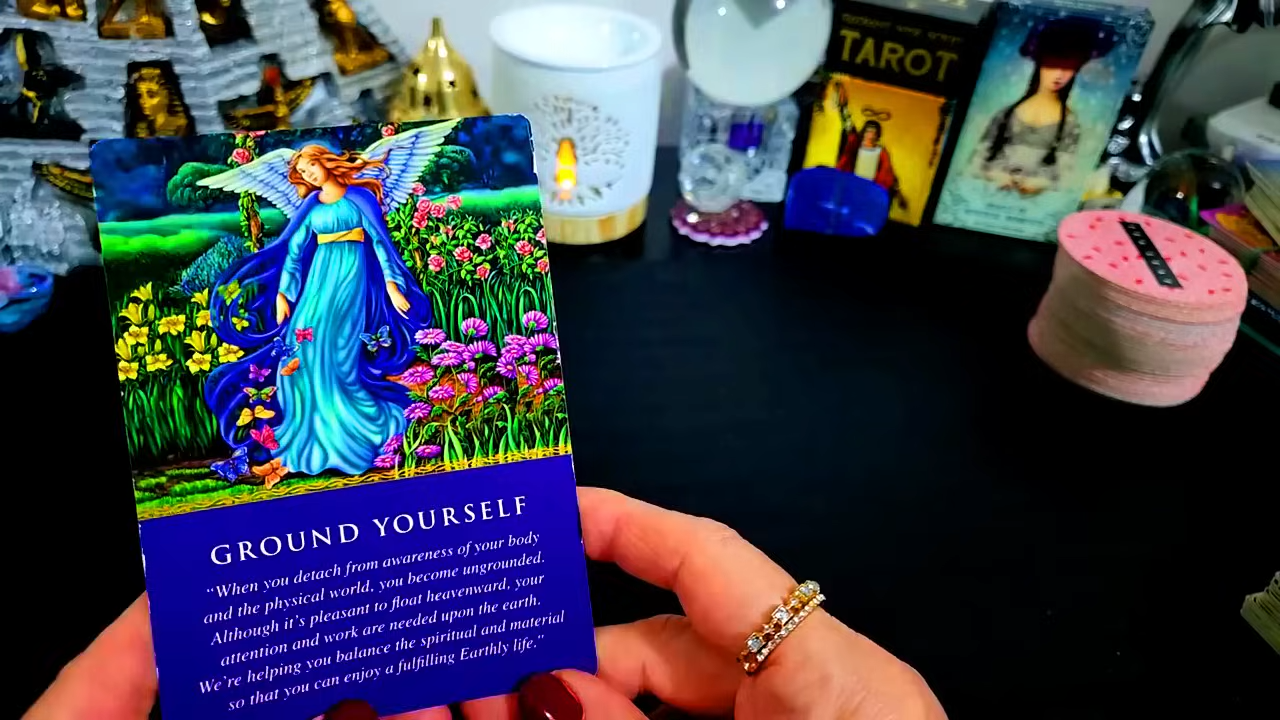 TAROT
GROUND YOURSELF
"When you detach from awareness of your body
and the physical world, you become ungrounded.
Although it's pleasant to float heavenward, your
attention and work are needed upon the earth.
We're helping you balance the spiritual and material
so that you can enjoy a fulfilling Earthly life."